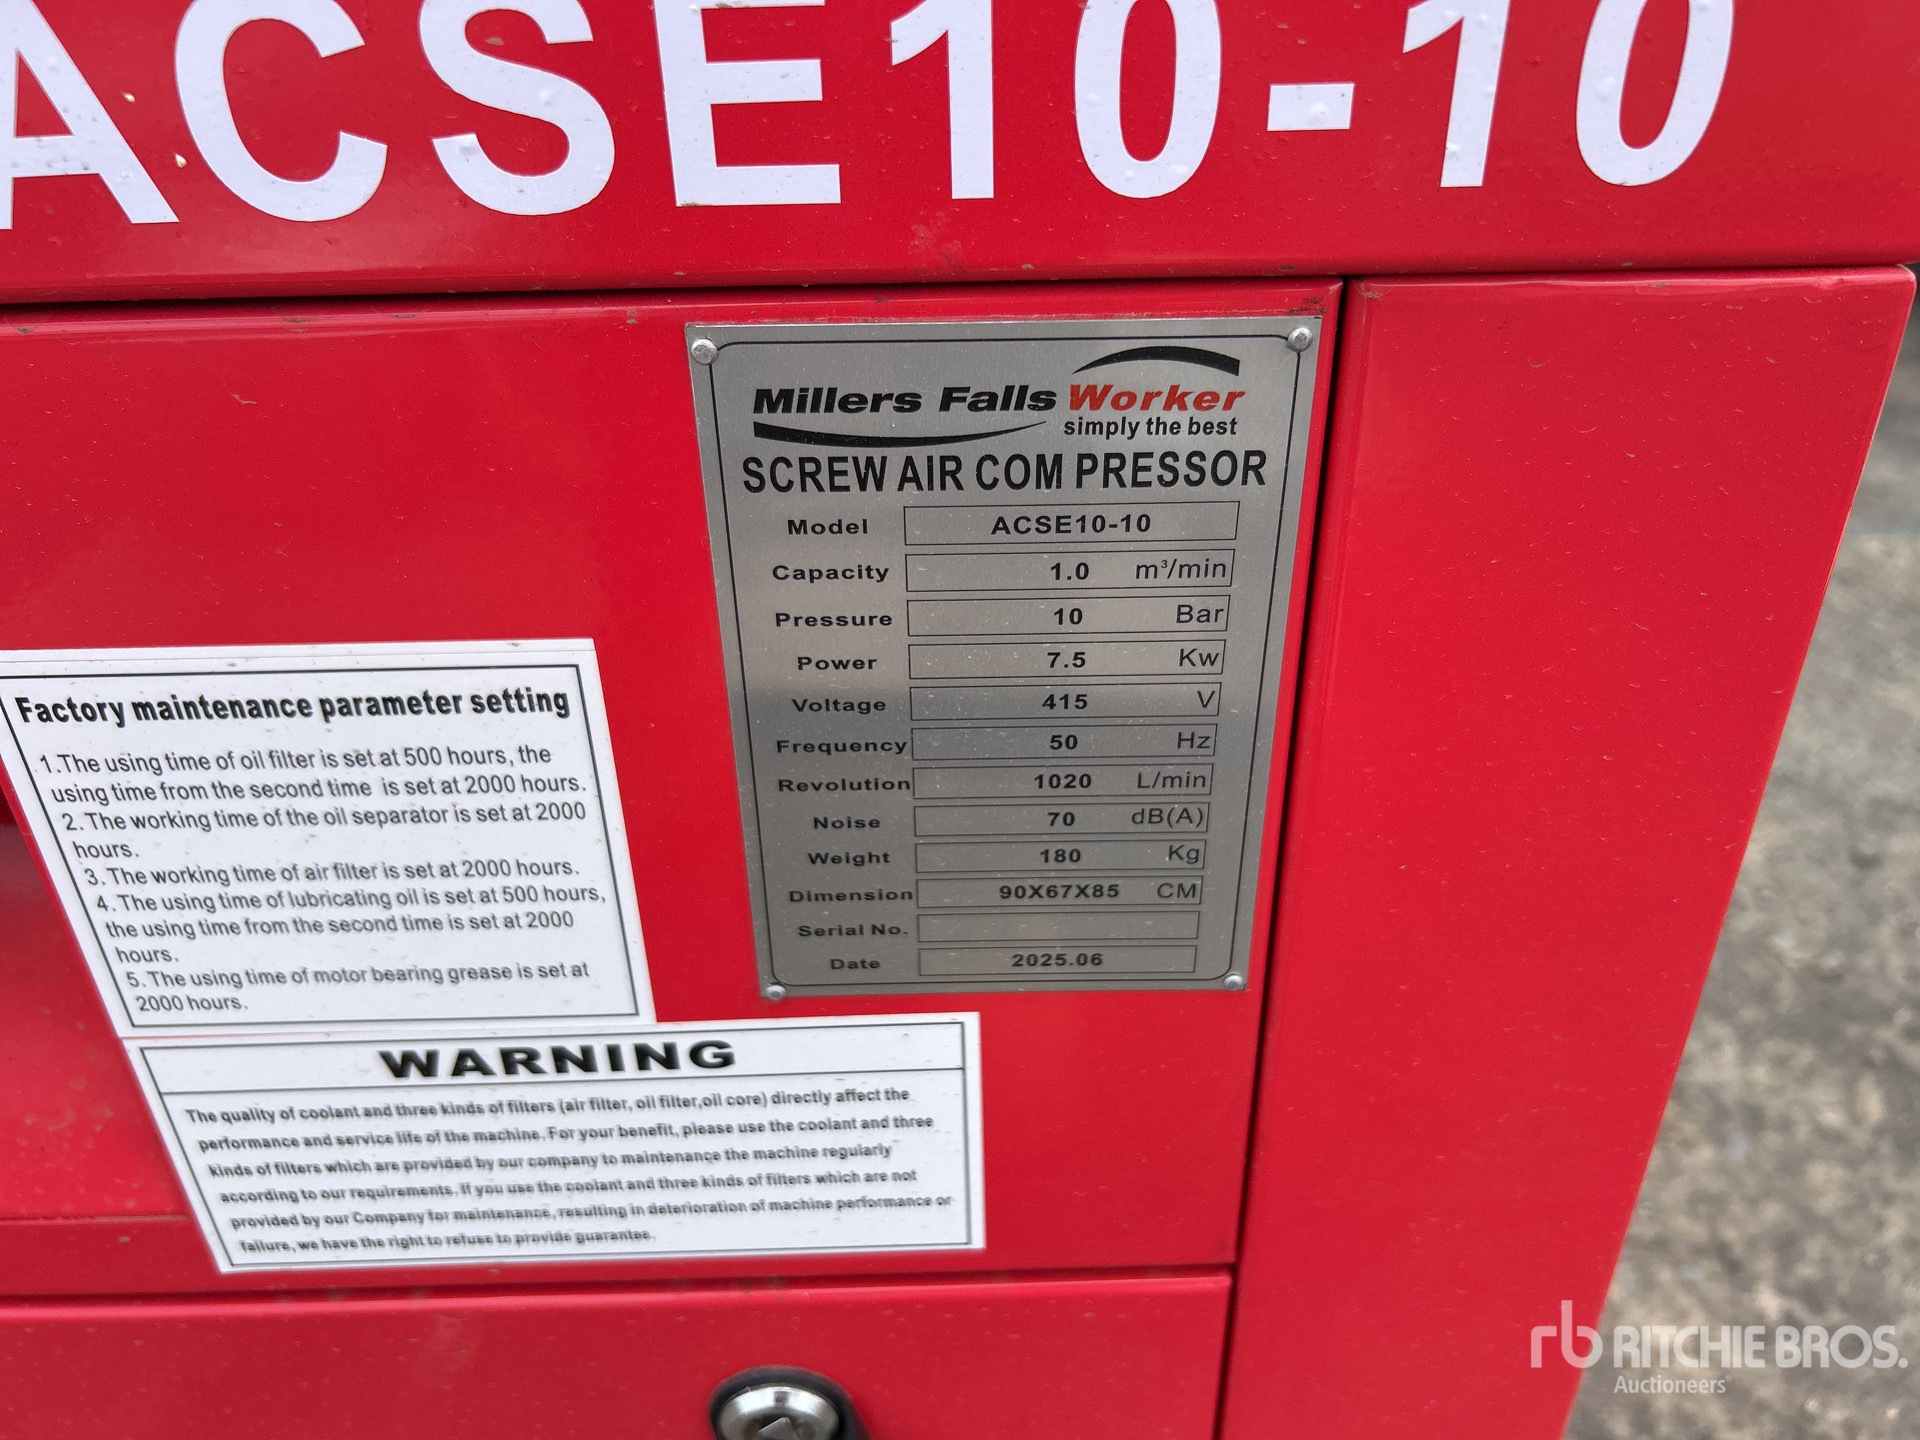 ACSE10-10
Millers Falls Worker
simply the best
SCREW AIR COM PRESSOR
Model ACSE10-10
Capacity 1.0 m³/min
Pressure 10 Bar
Power 7.5 Kw
Voltage 415 V
Frequency 50 Hz
Revolution 1020 L/min
Noise 70 dB(A)
Weight 180 Kg
Dimension 90X67X85 CM
Serial No.
Date 2025.06
Factory maintenance parameter setting
1.The using time of oil filter is set at 500 hours, the
using time from the second time is set at 2000 hours.
2.The working time of the oil separator is set at 2000
hours.
3.The working time of air filter is set at 2000 hours.
4.The using time of lubricating oil is set at 500 hours,
the using time from the second time is set at 2000
hours.
5.The using time of motor bearing grease is set at
2000 hours.
WARNING
The quality of coolant and three kinds of filters (air filter, oil filter,oil core) directly affect the
performance and service life of the machine. For your benefit, please use the coolant and three
kinds of filters which are provided by our company to maintenance the machine regularly
according to our requirements. If you use the coolant and three kinds of filters which are not
provided by our Company for maintenance, resulting in deterioration of machine performance or
failure, we have the right to refuse to provide guarantee.
rb RITCHIE BROS.
Auctioneers